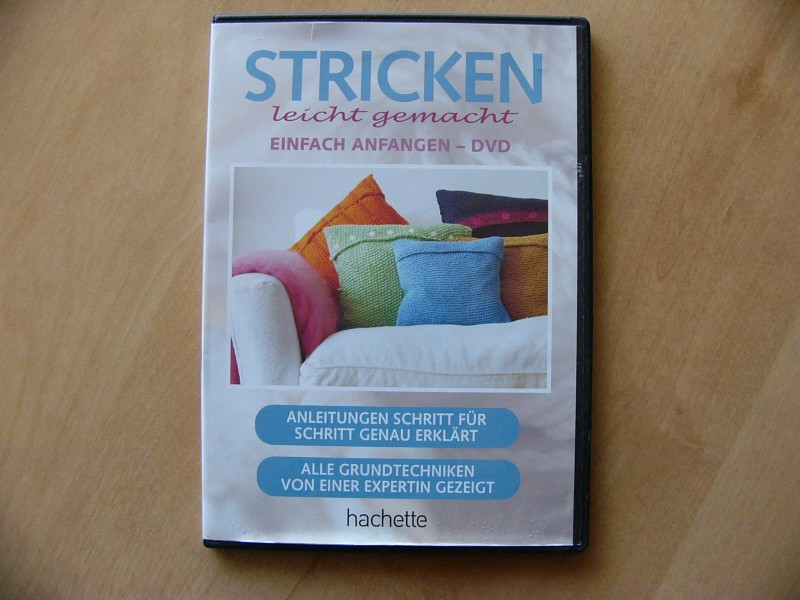 STRICKEN
leicht gemacht
EINFACH ANFANGEN – DVD
ANLEITUNGEN SCHRITT FÜR
SCHRITT GENAU ERKLÄRT
ALLE GRUNDTECHNIKEN
VON EINER EXPERTIN GEZEIGT
hachette